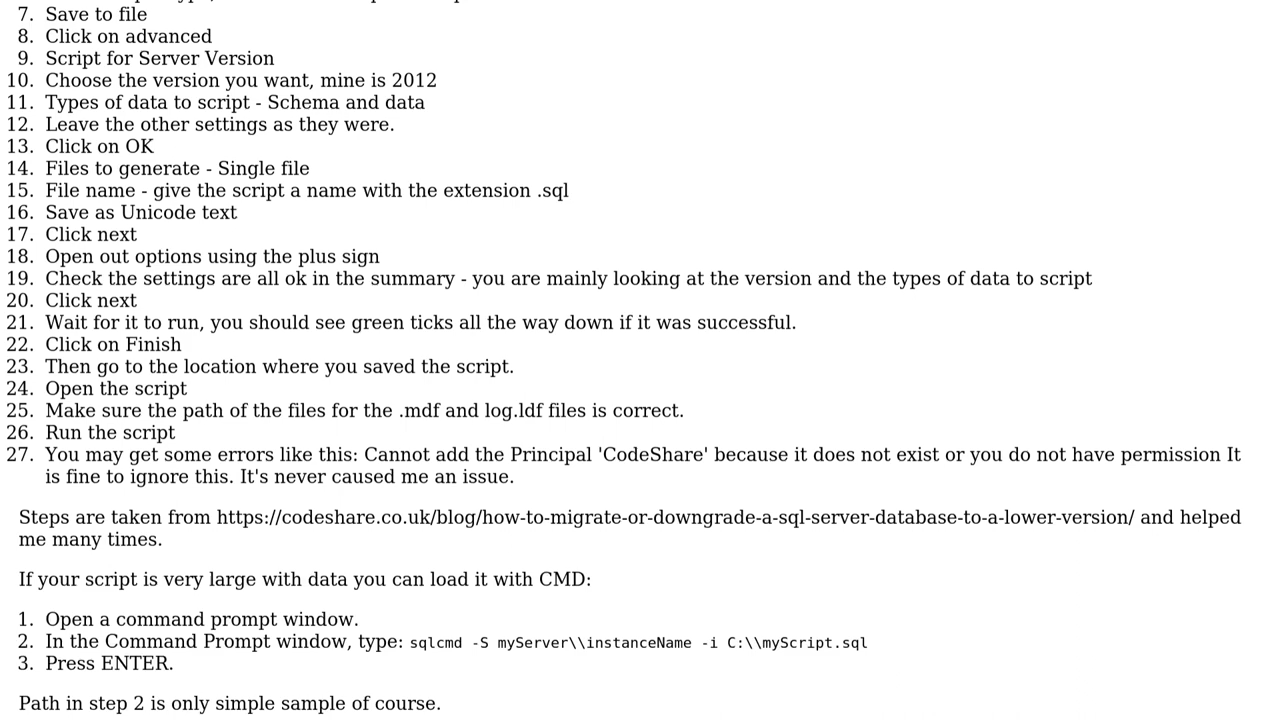 7. Save to file
8. Click on advanced
9. Script for Server Version
10. Choose the version you want, mine is 2012
11. Types of data to script - Schema and data
12. Leave the other settings as they were.
13. Click on OK
14. Files to generate - Single file
15. File name - give the script a name with the extension .sql
16. Save as Unicode text
17. Click next
18. Open out options using the plus sign
19. Check the settings are all ok in the summary - you are mainly looking at the version and the types of data to script
20. Click next
21. Wait for it to run, you should see green ticks all the way down if it was successful.
22. Click on Finish
23. Then go to the location where you saved the script.
24. Open the script
25. Make sure the path of the files for the .mdf and log.ldf files is correct.
26. Run the script
27. You may get some errors like this: Cannot add the Principal 'CodeShare' because it does not exist or you do not have permission It
is fine to ignore this. It's never caused me an issue.
Steps are taken from https://codeshare.co.uk/blog/how-to-migrate-or-downgrade-a-sql-server-database-to-a-lower-version/ and helped
me many times.
If your script is very large with data you can load it with CMD:
1. Open a command prompt window.
2. In the Command Prompt window, type: sqlcmd -S myServer\\instanceName -i C:\\myScript.sql
3. Press ENTER.
Path in step 2 is only simple sample of course.